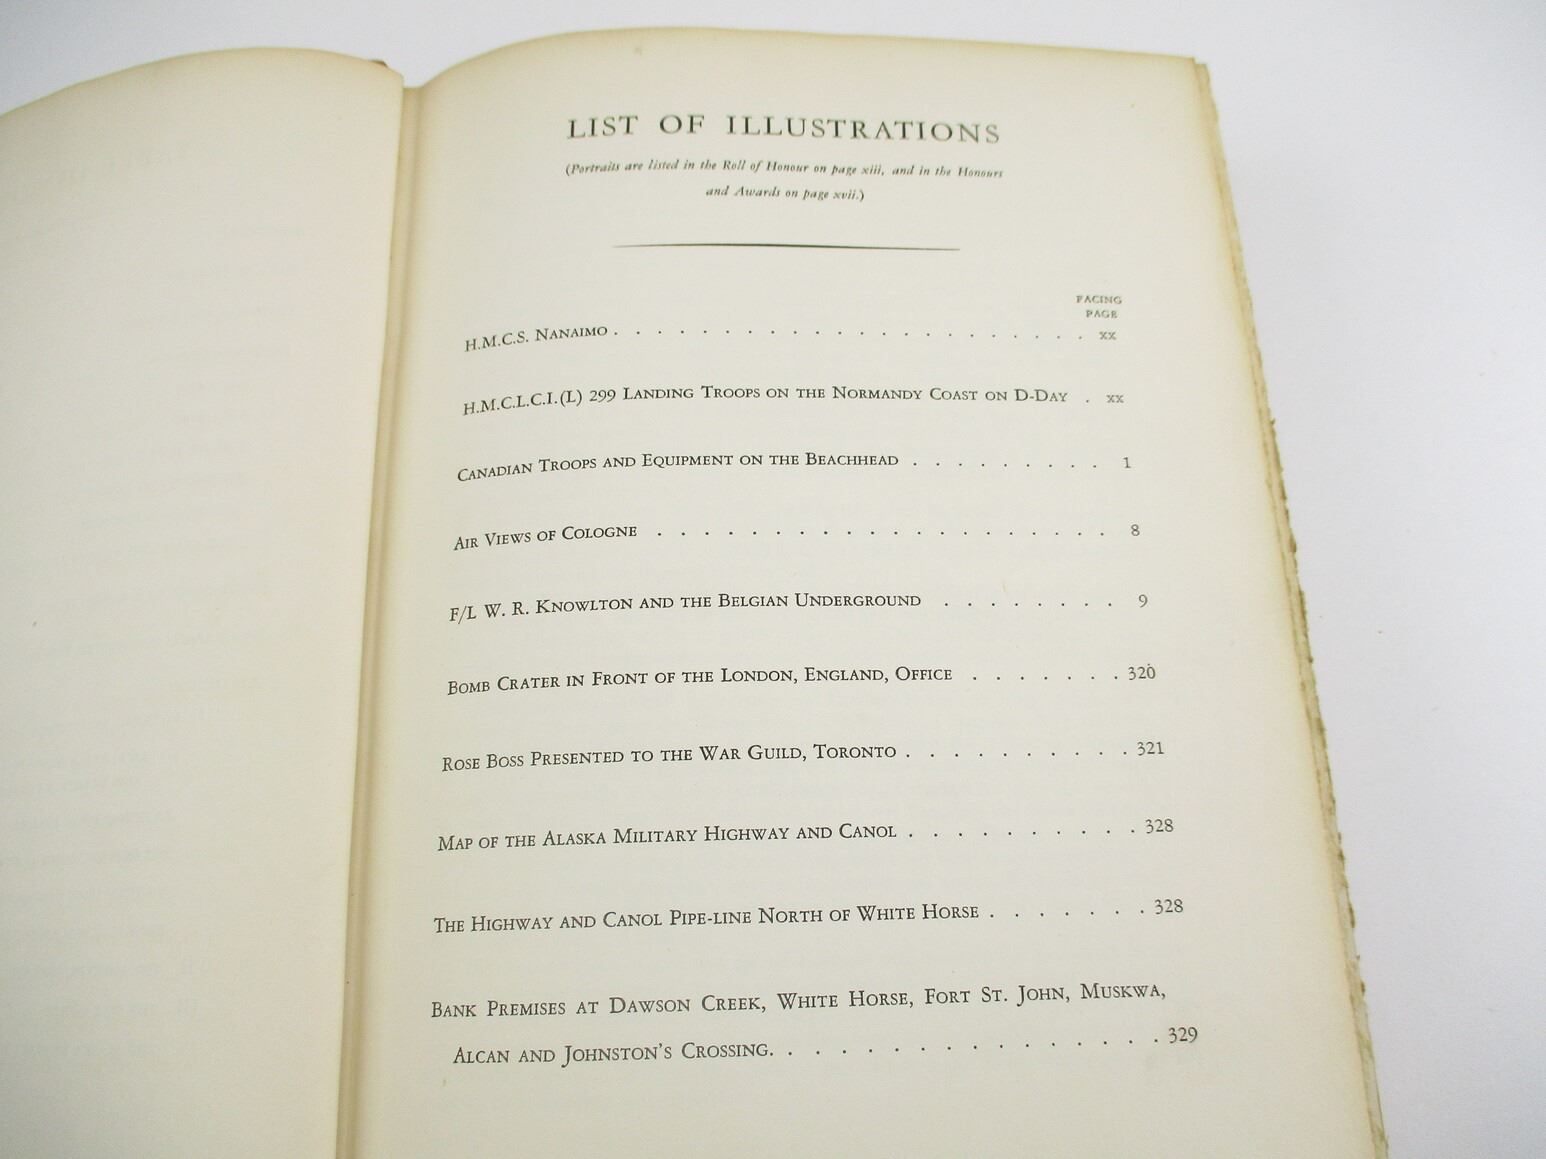 LIST OF ILLUSTRATIONS
(Portraits are listed in the Roll of Honour on page xiii, and in the Honours
and Awards on page xvii.)
FACING
PAGE
H.M.C.S. NANAIMO . . . . . . . . . . . . . . . . . xx
H.M.C.L.C.I.(L) 299 LANDING TROOPS ON THE NORMANDY COAST ON D-DAY . xx
CANADIAN TROOPS AND EQUIPMENT ON THE BEACHHEAD . . . . . . . . . 1
AIR VIEWS OF COLOGNE . . . . . . . . . . . . . . . . . . . 8
F/L W. R. KNOWLTON AND THE BELGIAN UNDERGROUND . . . . . . . . 9
BOMB CRATER IN FRONT OF THE LONDON, ENGLAND, OFFICE . . . . . . . 320
ROSE BOSS PRESENTED TO THE WAR GUILD, TORONTO . . . . . . . . . . 321
MAP OF THE ALASKA MILITARY HIGHWAY AND CANOL . . . . . . . . . . 328
THE HIGHWAY AND CANOL PIPE-LINE NORTH OF WHITE HORSE . . . . . . . 328
BANK PREMISES AT DAWSON CREEK, WHITE HORSE, FORT ST. JOHN, MUSKWA,
ALCAN AND JOHNSTON'S CROSSING. . . . . . . . . . . . . . . . 329